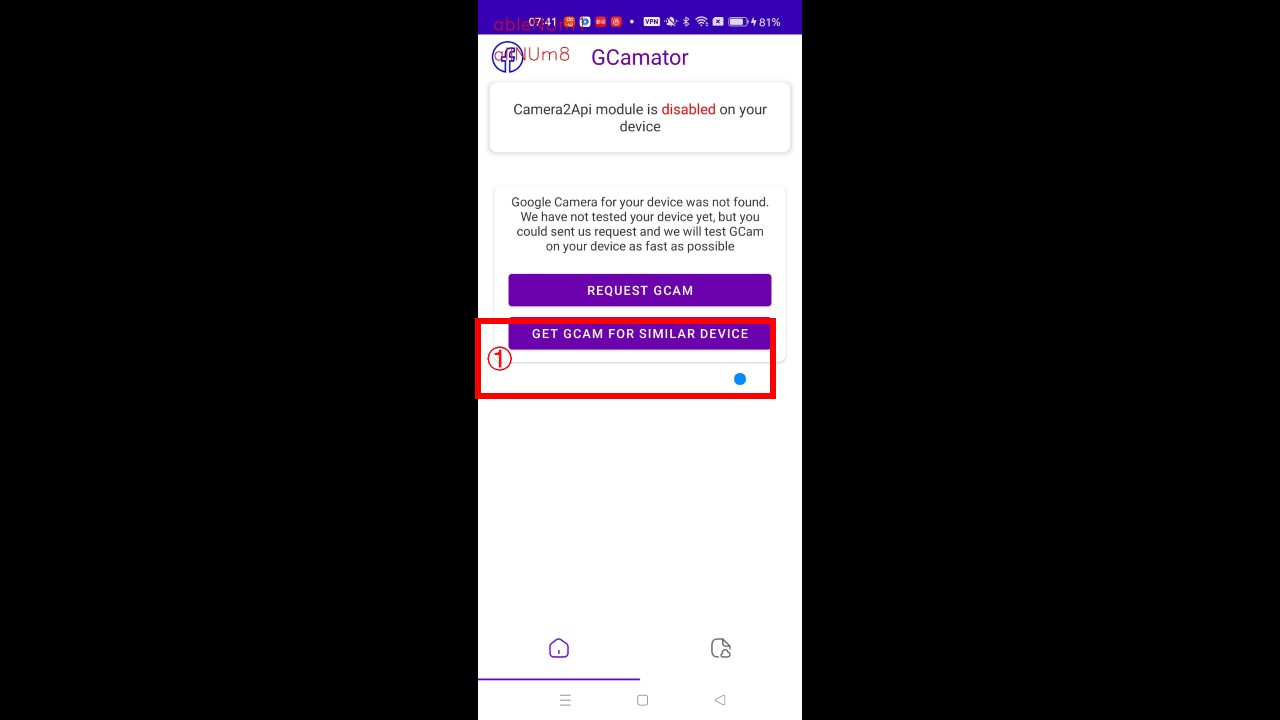 07:41 VPN 81%
GCamator
Camera2Api module is disabled on your
device
Google Camera for your device was not found.
We have not tested your device yet, but you
could sent us request and we will test GCam
on your device as fast as possible
REQUEST GCAM
GET GCAM FOR SIMILAR DEVICE
①